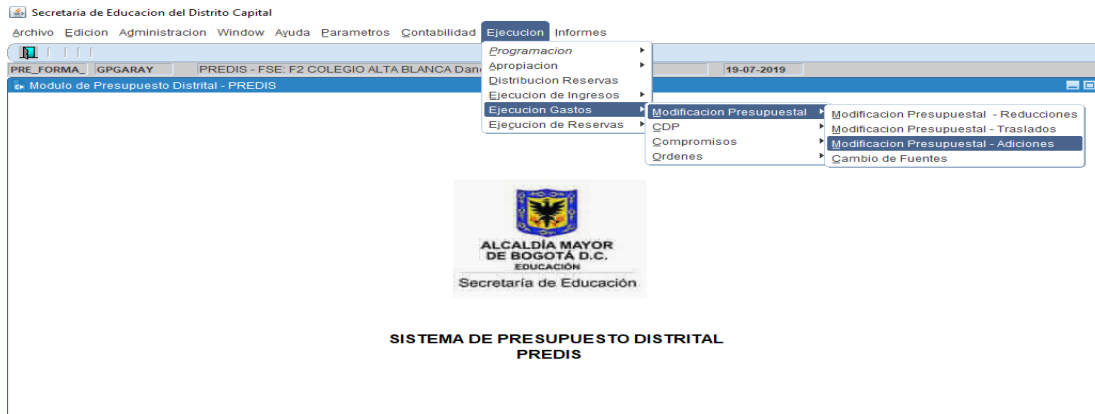 Secretaria de Educacion del Distrito Capital
Archivo Edicion Administracion Window Ayuda Parametros Contabilidad Ejecucion Informes
PRE_FORMA_ GPGARAY PREDIS - FSE: F2 COLEGIO ALTA BLANCA Dan 19-07-2019
Modulo de Presupuesto Distrital - PREDIS
Programacion
Apropiacion
Distribucion Reservas
Ejecucion de Ingresos
Ejecucion Gastos
Ejecucion de Reservas
Modificacion Presupuestal
CDP
Compromisos
Ordenes
Modificacion Presupuestal - Reducciones
Modificacion Presupuestal - Traslados
Modificacion Presupuestal - Adiciones
Cambio de Fuentes
ALCALDÍA MAYOR
DE BOGOTÁ D.C.
EDUCACIÓN
Secretaría de Educación
SISTEMA DE PRESUPUESTO DISTRITAL
PREDIS